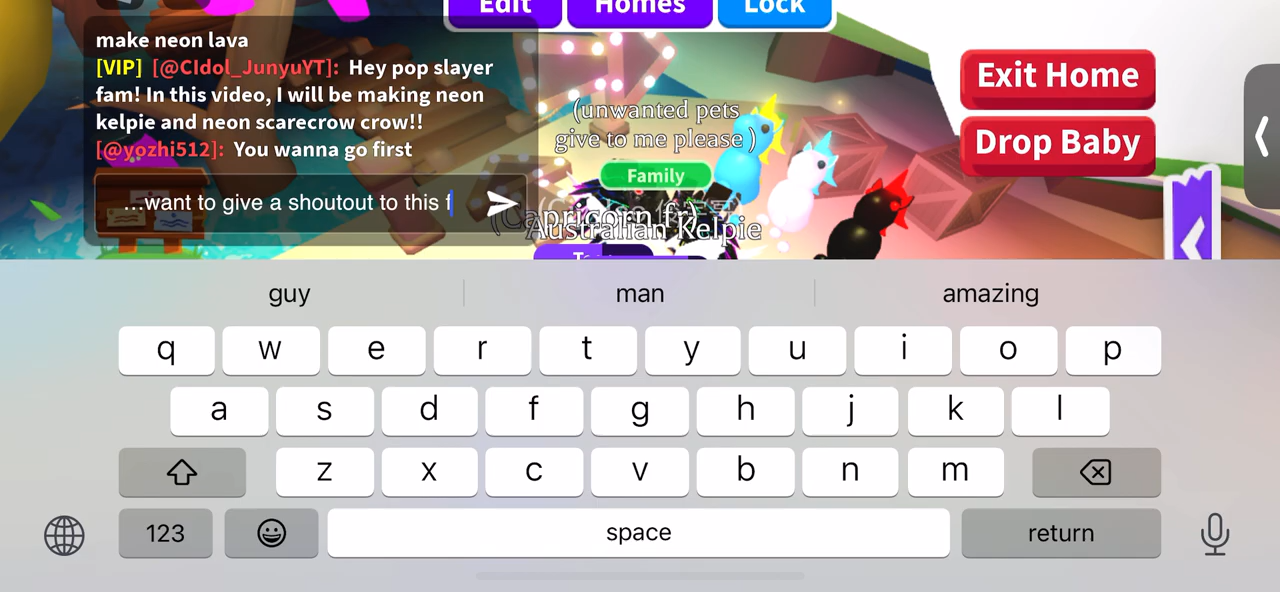 Edit Homes Lock
make neon lava
[VIP] [@CIdol_JunyuYT]: Hey pop slayer
fam! In this video, I will be making neon
kelpie and neon scarecrow crow!!
[@yozhi512]: You wanna go first
...want to give a shoutout to this f
(unwanted pets
give to me please )
Family
(Capricorn fr)
Australian Kelpie
Exit Home
Drop Baby
guy man amazing
q w e r t y u i o p
a s d f g h j k l
z x c v b n m
123 space return